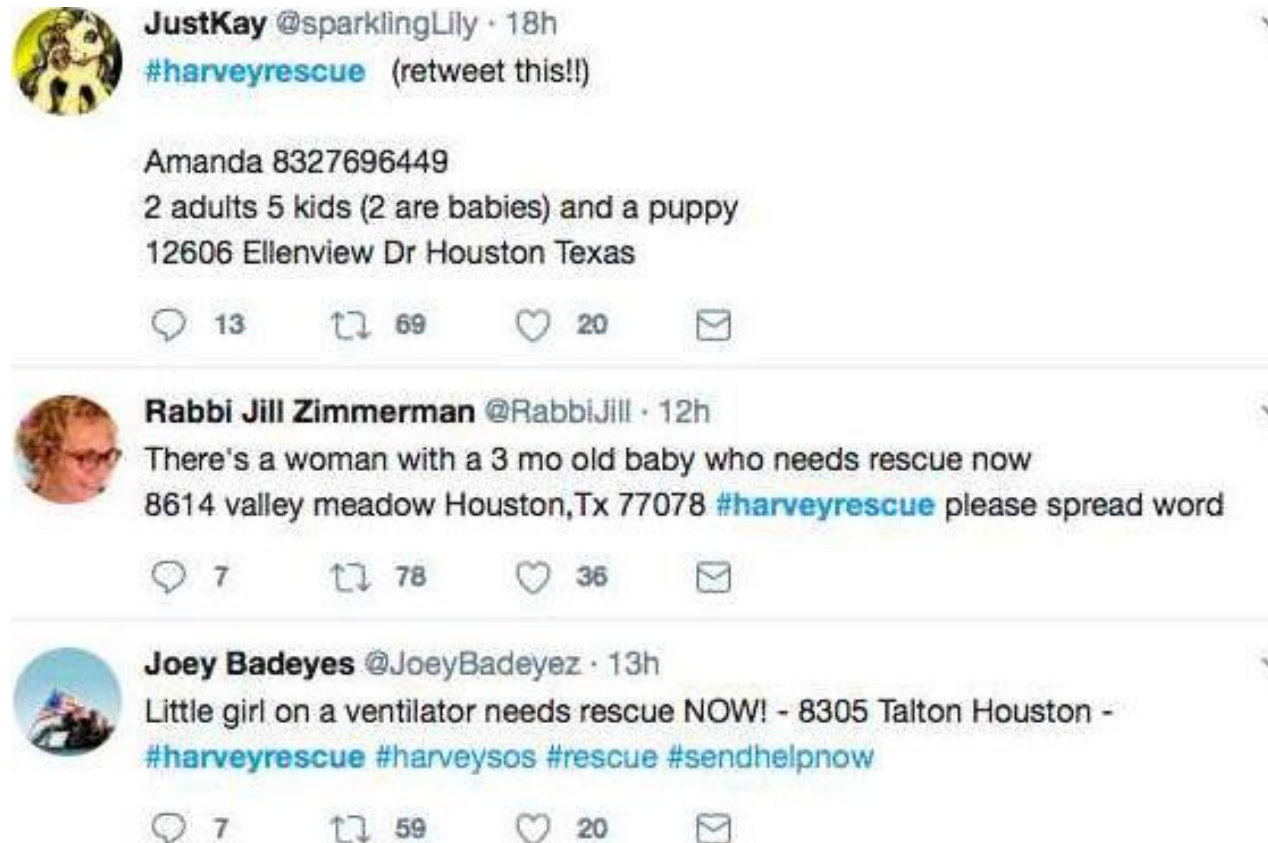 JustKay @sparklingLily · 18h
#harveyrescue (retweet this!!)
Amanda 8327696449
2 adults 5 kids (2 are babies) and a puppy
12606 Ellenview Dr Houston Texas
13 69 20
Rabbi Jill Zimmerman @RabbiJill · 12h
There's a woman with a 3 mo old baby who needs rescue now
8614 valley meadow Houston,Tx 77078 #harveyrescue please spread word
7 78 36
Joey Badeyes @JoeyBadeyez · 13h
Little girl on a ventilator needs rescue NOW! - 8305 Talton Houston -
#harveyrescue #harveysos #rescue #sendhelpnow
7 59 20